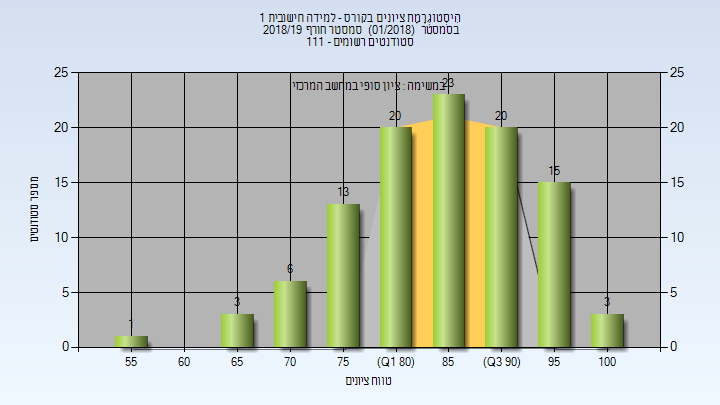 היסטוגרמת ציונים בקורס - למידה חישובית 1
בסמסטר (01/2018) סמסטר חורף 2018/19
סטודנטים רשומים - 111
במשימה : ציון סופי במחשב המרכזי
25 25
20 20
15 15
10 10
5 5
0 0
1 3 6 13 20 23 20 15 3
55 60 65 70 75 (Q1 80) 85 (Q3 90) 95 100
מספר סטודנטים
טווח ציונים